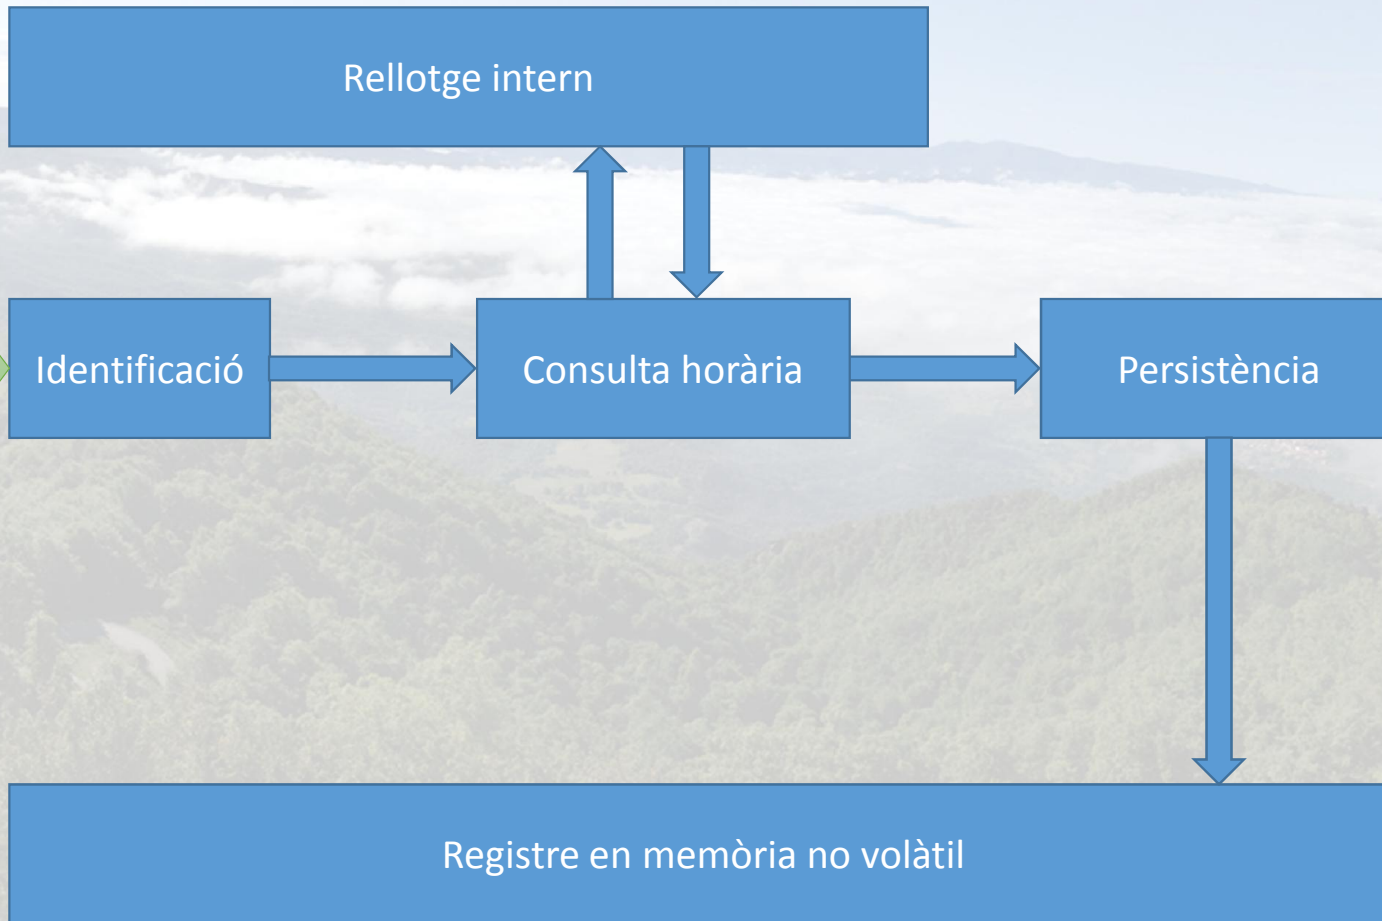 Rellotge intern
Identificació
Consulta horària
Persistència
Registre en memòria no volàtil